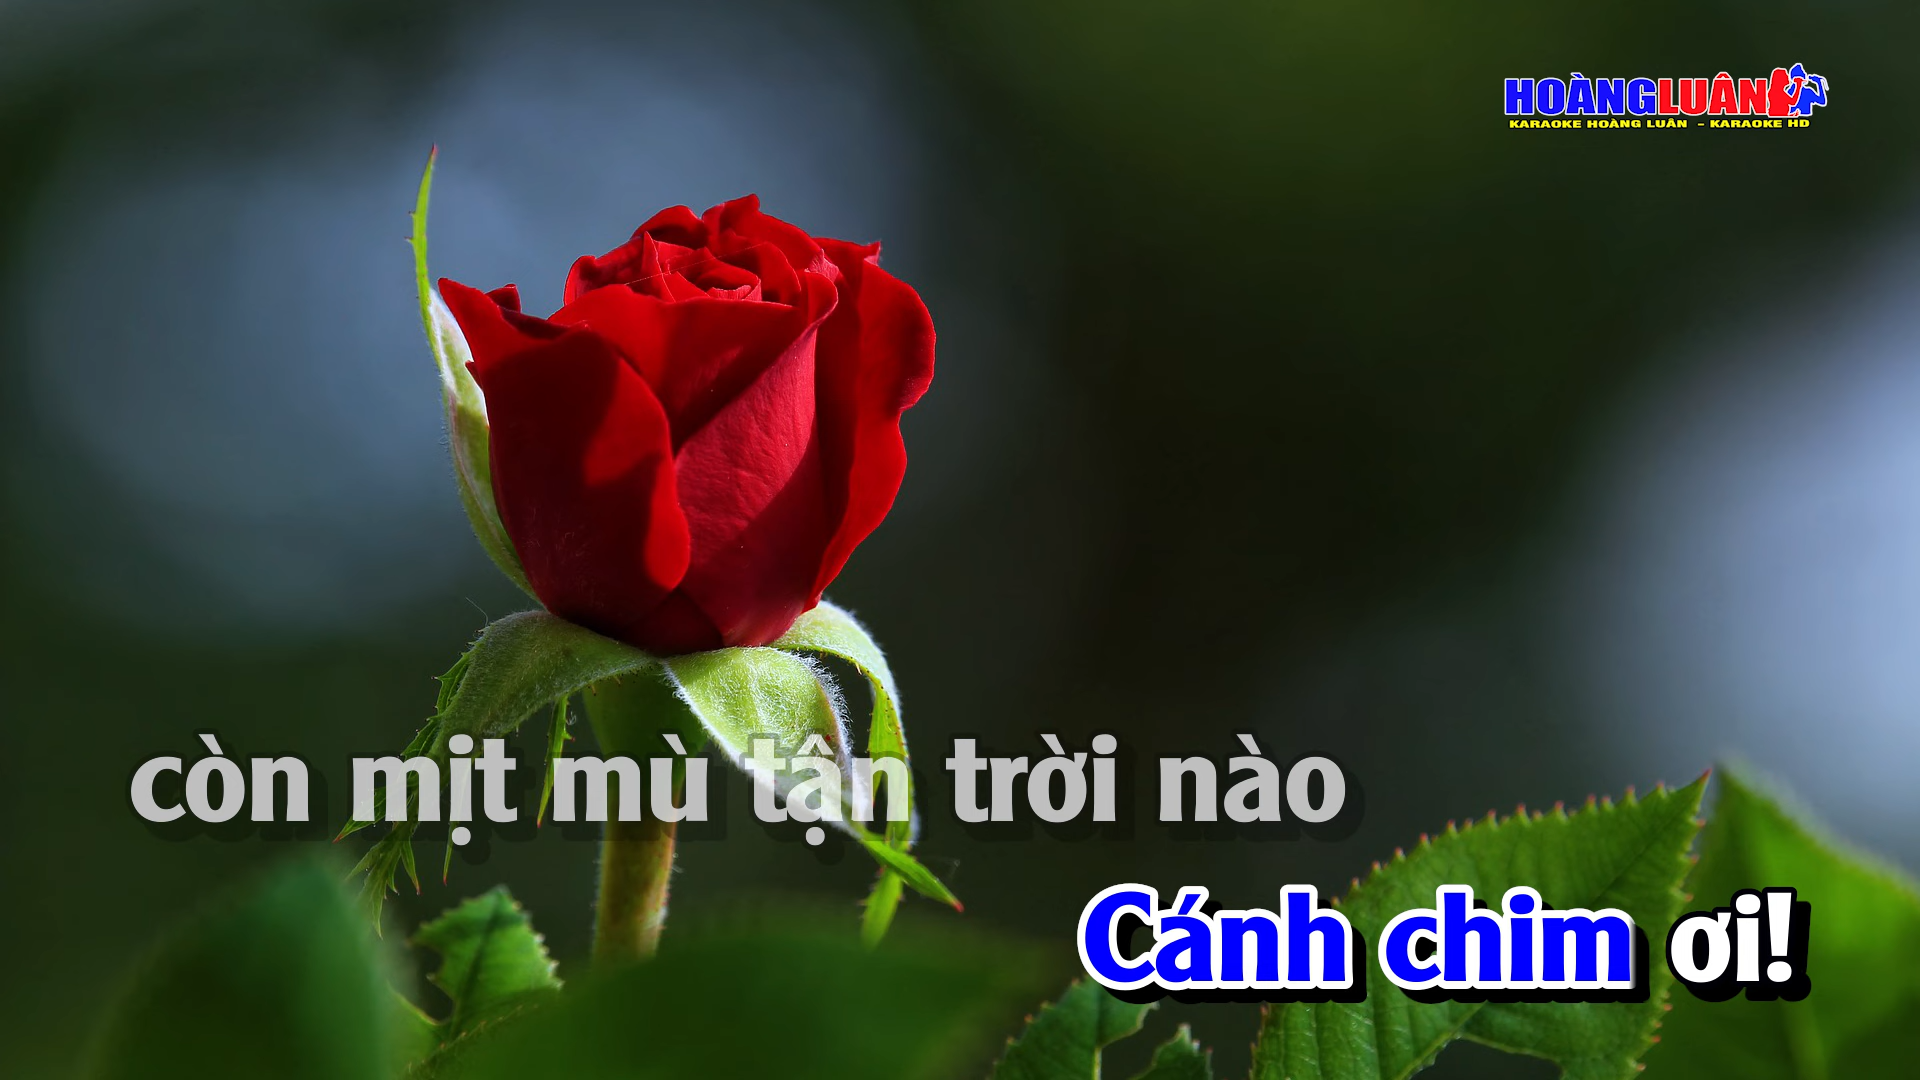 HOÀNGLUÂN
KARAOKE HOÀNG LUÂN - KARAOKE HD
còn mịt mù tận trời nào
Cánh chim ơi!